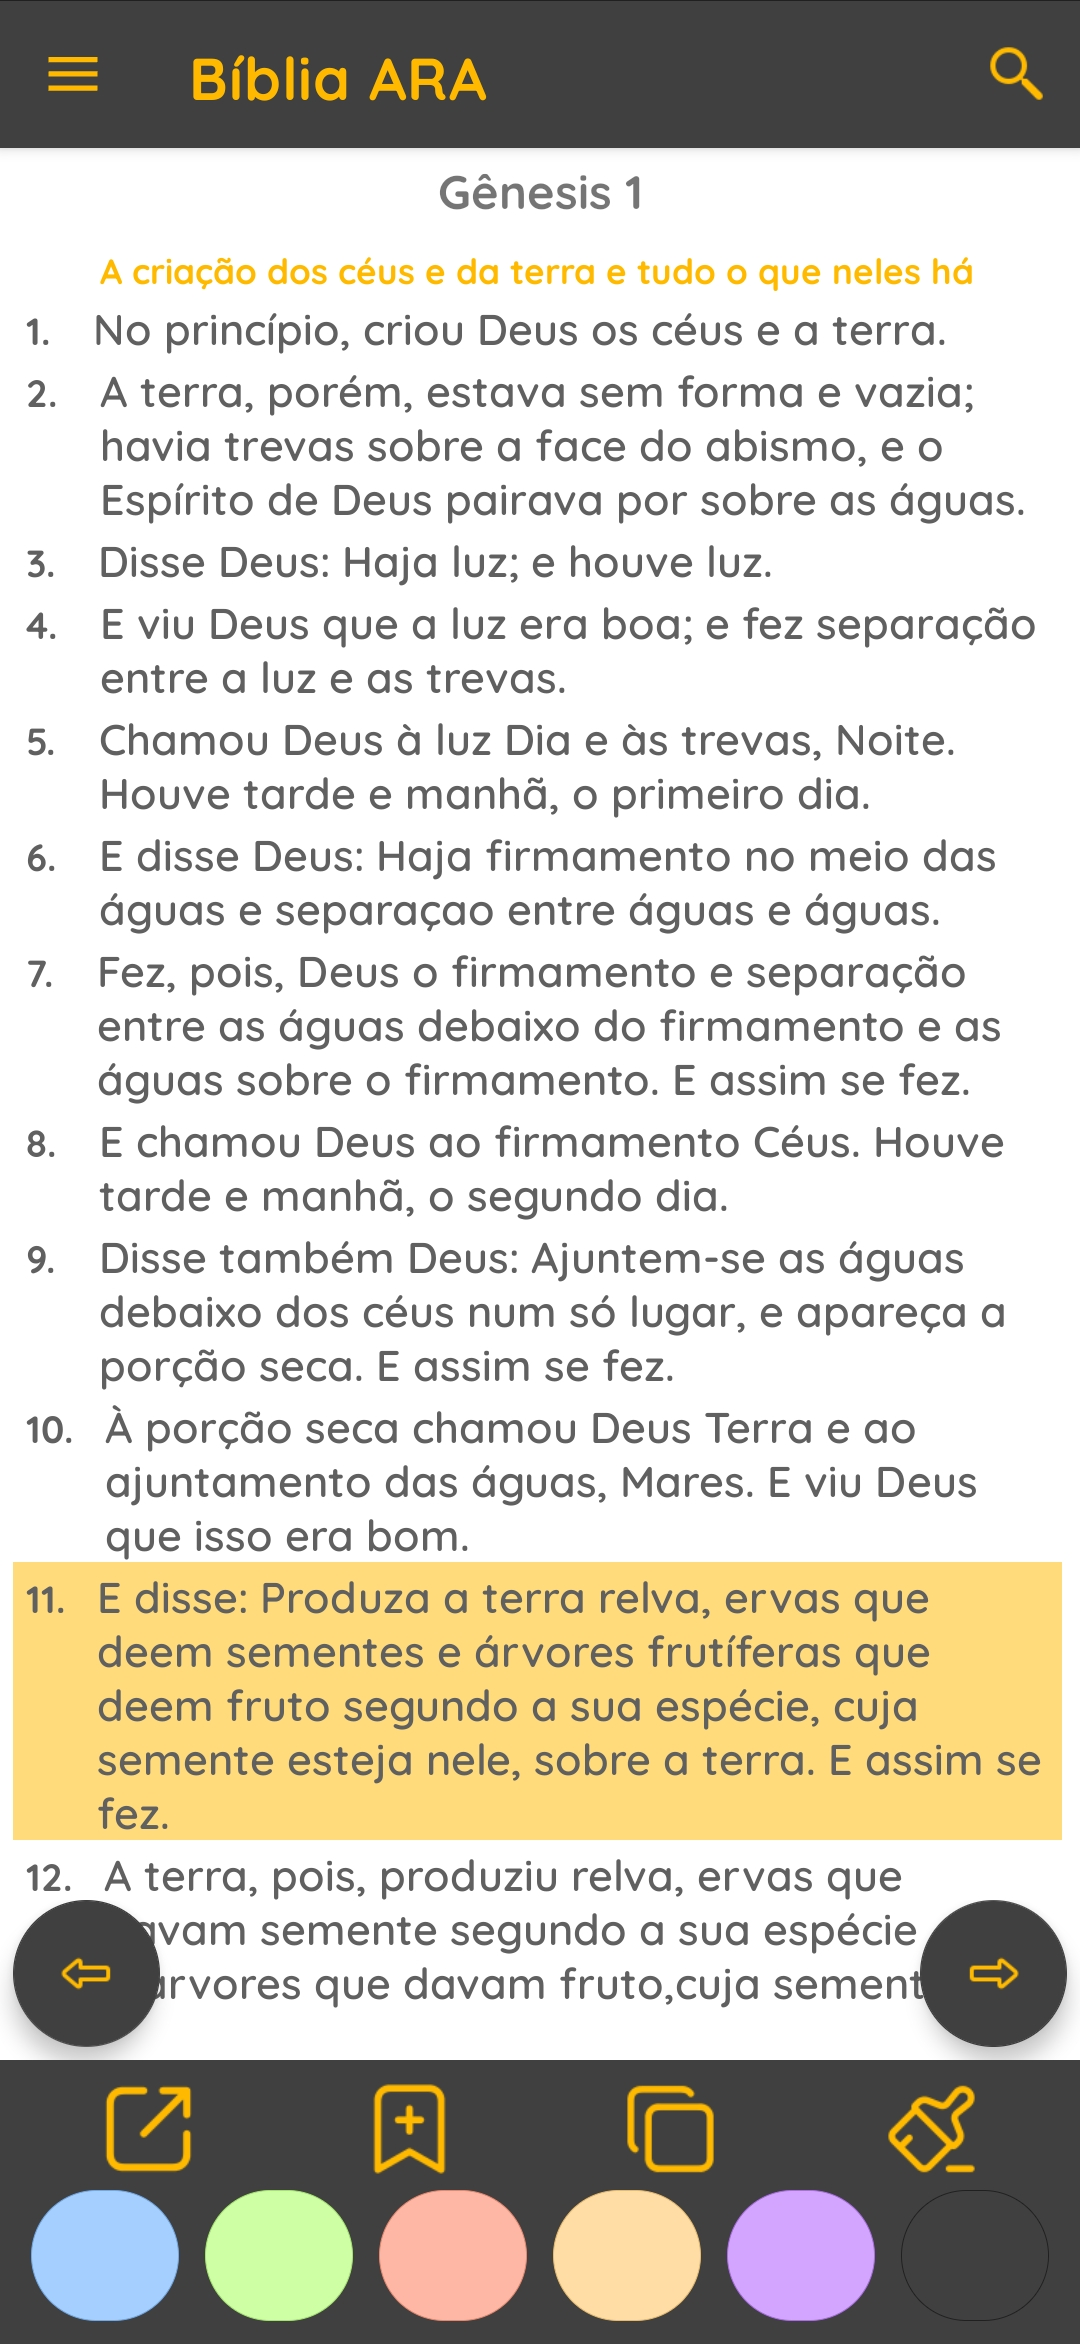 Bíblia ARA
Gênesis 1
A criação dos céus e da terra e tudo o que neles há
1. No princípio, criou Deus os céus e a terra.
2. A terra, porém, estava sem forma e vazia;
havia trevas sobre a face do abismo, e o
Espírito de Deus pairava por sobre as águas.
3. Disse Deus: Haja luz; e houve luz.
4. E viu Deus que a luz era boa; e fez separação
entre a luz e as trevas.
5. Chamou Deus à luz Dia e às trevas, Noite.
Houve tarde e manhã, o primeiro dia.
6. E disse Deus: Haja firmamento no meio das
águas e separaçao entre águas e águas.
7. Fez, pois, Deus o firmamento e separação
entre as águas debaixo do firmamento e as
águas sobre o firmamento. E assim se fez.
8. E chamou Deus ao firmamento Céus. Houve
tarde e manhã, o segundo dia.
9. Disse também Deus: Ajuntem-se as águas
debaixo dos céus num só lugar, e apareça a
porção seca. E assim se fez.
10. À porção seca chamou Deus Terra e ao
ajuntamento das águas, Mares. E viu Deus
que isso era bom.
11. E disse: Produza a terra relva, ervas que
deem sementes e árvores frutíferas que
deem fruto segundo a sua espécie, cuja
semente esteja nele, sobre a terra. E assim se
fez.
12. A terra, pois, produziu relva, ervas que
semente segundo a sua espécie
que davam fruto,cuja